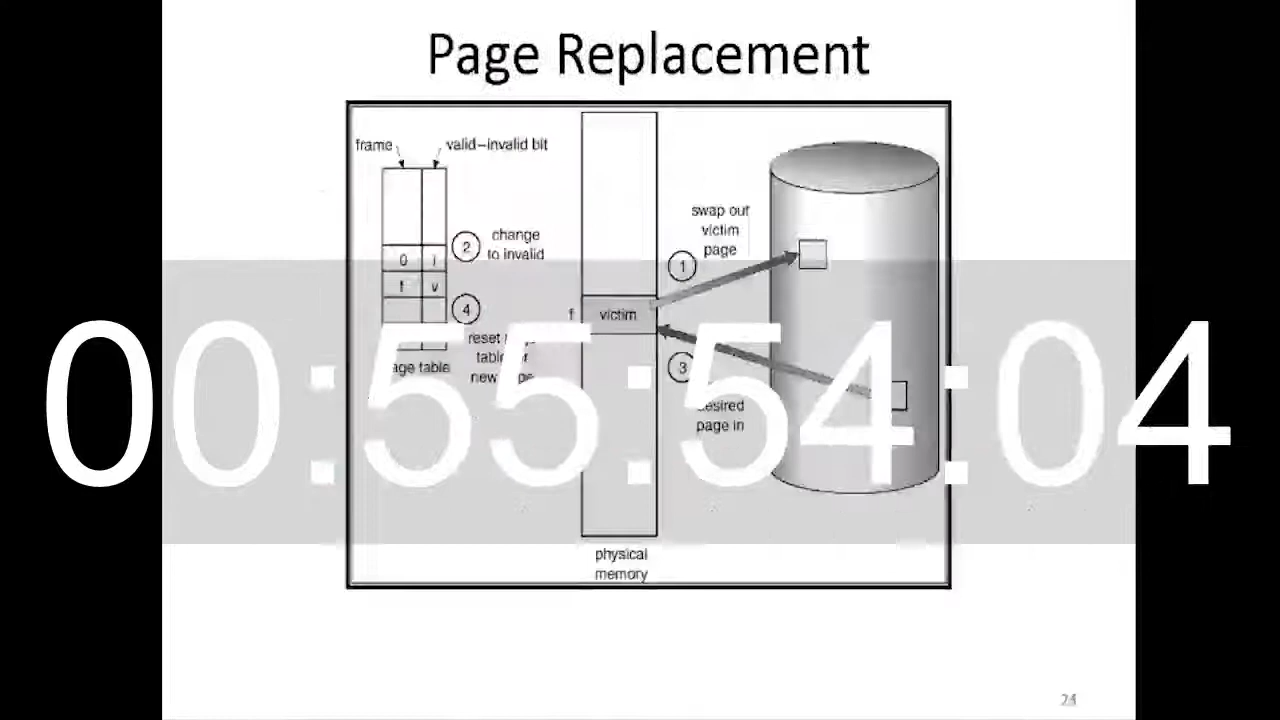 Page Replacement
frame
valid–invalid bit
swap out
victim
page
1
2
change
to invalid
0 i
f v
4
f
victim
reset
new
age table
3
desired
page in
00:55:54:04
physical
memory
24